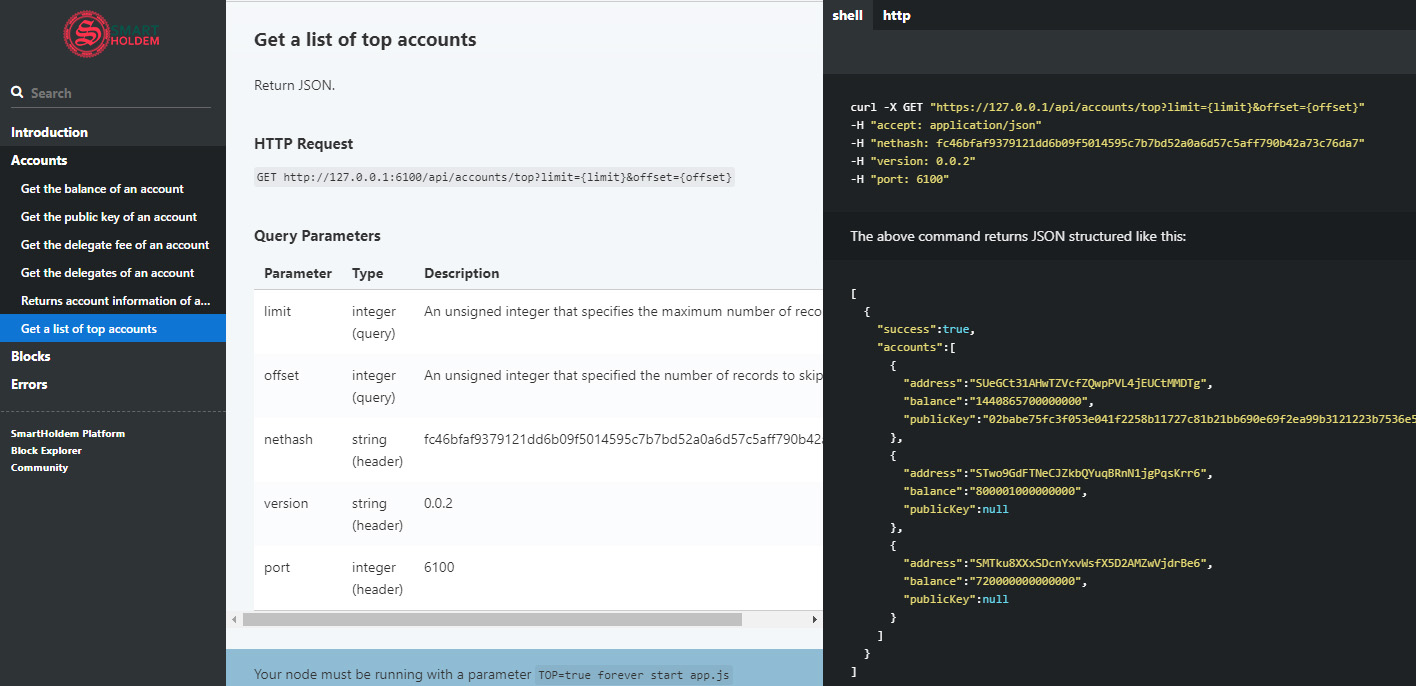 SMART
HOLDEM
Search
Introduction
Accounts
Get the balance of an account
Get the public key of an account
Get the delegate fee of an account
Get the delegates of an account
Returns account information of a...
Get a list of top accounts
Blocks
Errors
SmartHoldem Platform
Block Explorer
Community
Get a list of top accounts
Return JSON.
HTTP Request
GET http://127.0.0.1:6100/api/accounts/top?limit={limit}&offset={offset}
Query Parameters
Parameter Type Description
limit integer An unsigned integer that specifies the maximum number of reco
(query)
offset integer An unsigned integer that specified the number of records to skip
(query)
nethash string fc46bfaf9379121dd6b09f5014595c7b7bd52a0a6d57c5aff790b42a
(header)
version string 0.0.2
(header)
port integer 6100
(header)
Your node must be running with a parameter TOP=true forever start app.js
shell http
curl -X GET "https://127.0.0.1/api/accounts/top?limit={limit}&offset={offset}"
-H "accept: application/json"
-H "nethash: fc46bfaf9379121dd6b09f5014595c7b7bd52a0a6d57c5aff790b42a73c76da7"
-H "version: 0.0.2"
-H "port: 6100"
The above command returns JSON structured like this:
[
{
"success":true,
"accounts":[
{
"address":"SUeGCt31AHwTZVcfZQwpPVL4jEUCtMMDTg",
"balance":"1440865700000000",
"publicKey":"02babe75fc3f053e041f2258b11727c81b21bb690e69f2ea99b3121223b7536e5
},
{
"address":"STwo9GdFTNeCJZkbQYuqBRnN1jgPqsKrr6",
"balance":"800001000000000",
"publicKey":null
},
{
"address":"SMTku8XXxSDcnYxvWsfX5D2AMZwVjdrBe6",
"balance":"720000000000000",
"publicKey":null
}
]
}
]